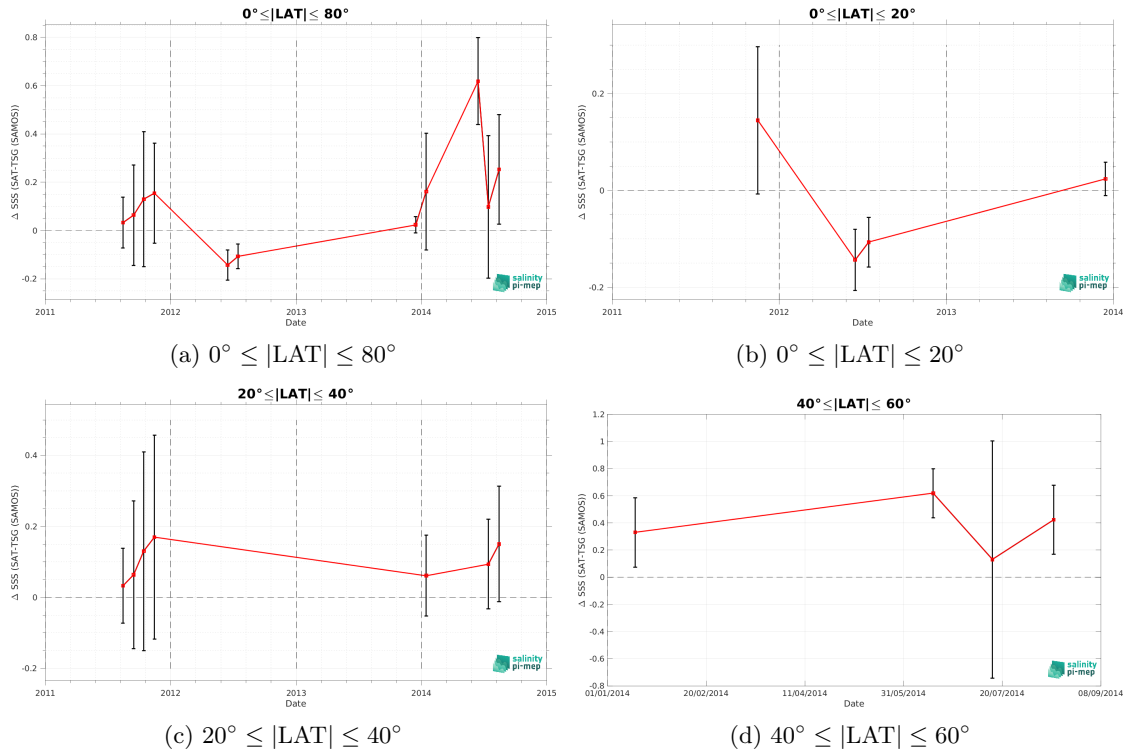 0°≤|LAT|≤ 80°
Δ SSS (SAT-TSG (SAMOS))
0.8
0.6
0.4
0.2
0
-0.2
2011
2012
2013
2014
2015
Date
salinity
pi-mep
(a) 0° ≤ |LAT| ≤ 80°
0°≤|LAT|≤ 20°
Δ SSS (SAT-TSG (SAMOS))
0.2
0
-0.2
2011
2012
2013
2014
Date
salinity
pi-mep
(b) 0° ≤ |LAT| ≤ 20°
20°≤|LAT|≤ 40°
Δ SSS (SAT-TSG (SAMOS))
0.4
0.2
0
-0.2
2011
2012
2013
2014
2015
Date
salinity
pi-mep
(c) 20° ≤ |LAT| ≤ 40°
40°≤|LAT|≤ 60°
Δ SSS (SAT-TSG (SAMOS))
1.2
1
0.8
0.6
0.4
0.2
0
-0.2
-0.4
-0.6
-0.8
01/01/2014
20/02/2014
11/04/2014
31/05/2014
20/07/2014
08/09/2014
Date
salinity
pi-mep
(d) 40° ≤ |LAT| ≤ 60°